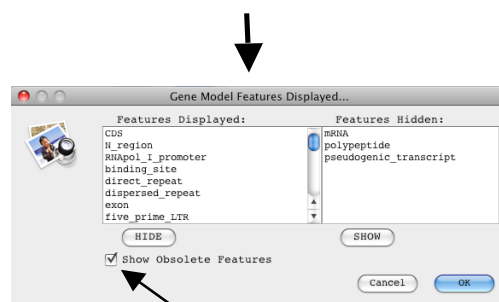 Gene Model Features Displayed...
Features Displayed:
Features Hidden:
CDS
N_region
RNApol_I_promoter
binding_site
direct_repeat
dispersed_repeat
exon
five_prime_LTR
mRNA
polypeptide
pseudogenic_transcript
HIDE
SHOW
Show Obsolete Features
Cancel
OK